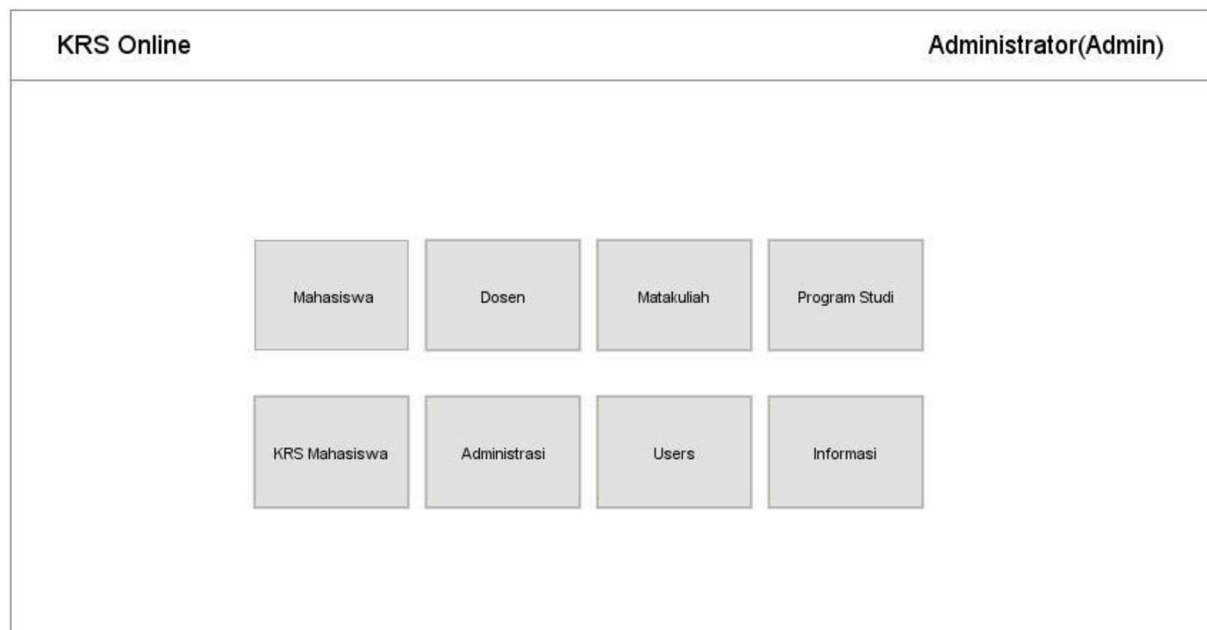 KRS Online
Administrator(Admin)
Mahasiswa
Dosen
Matakuliah
Program Studi
KRS Mahasiswa
Administrasi
Users
Informasi